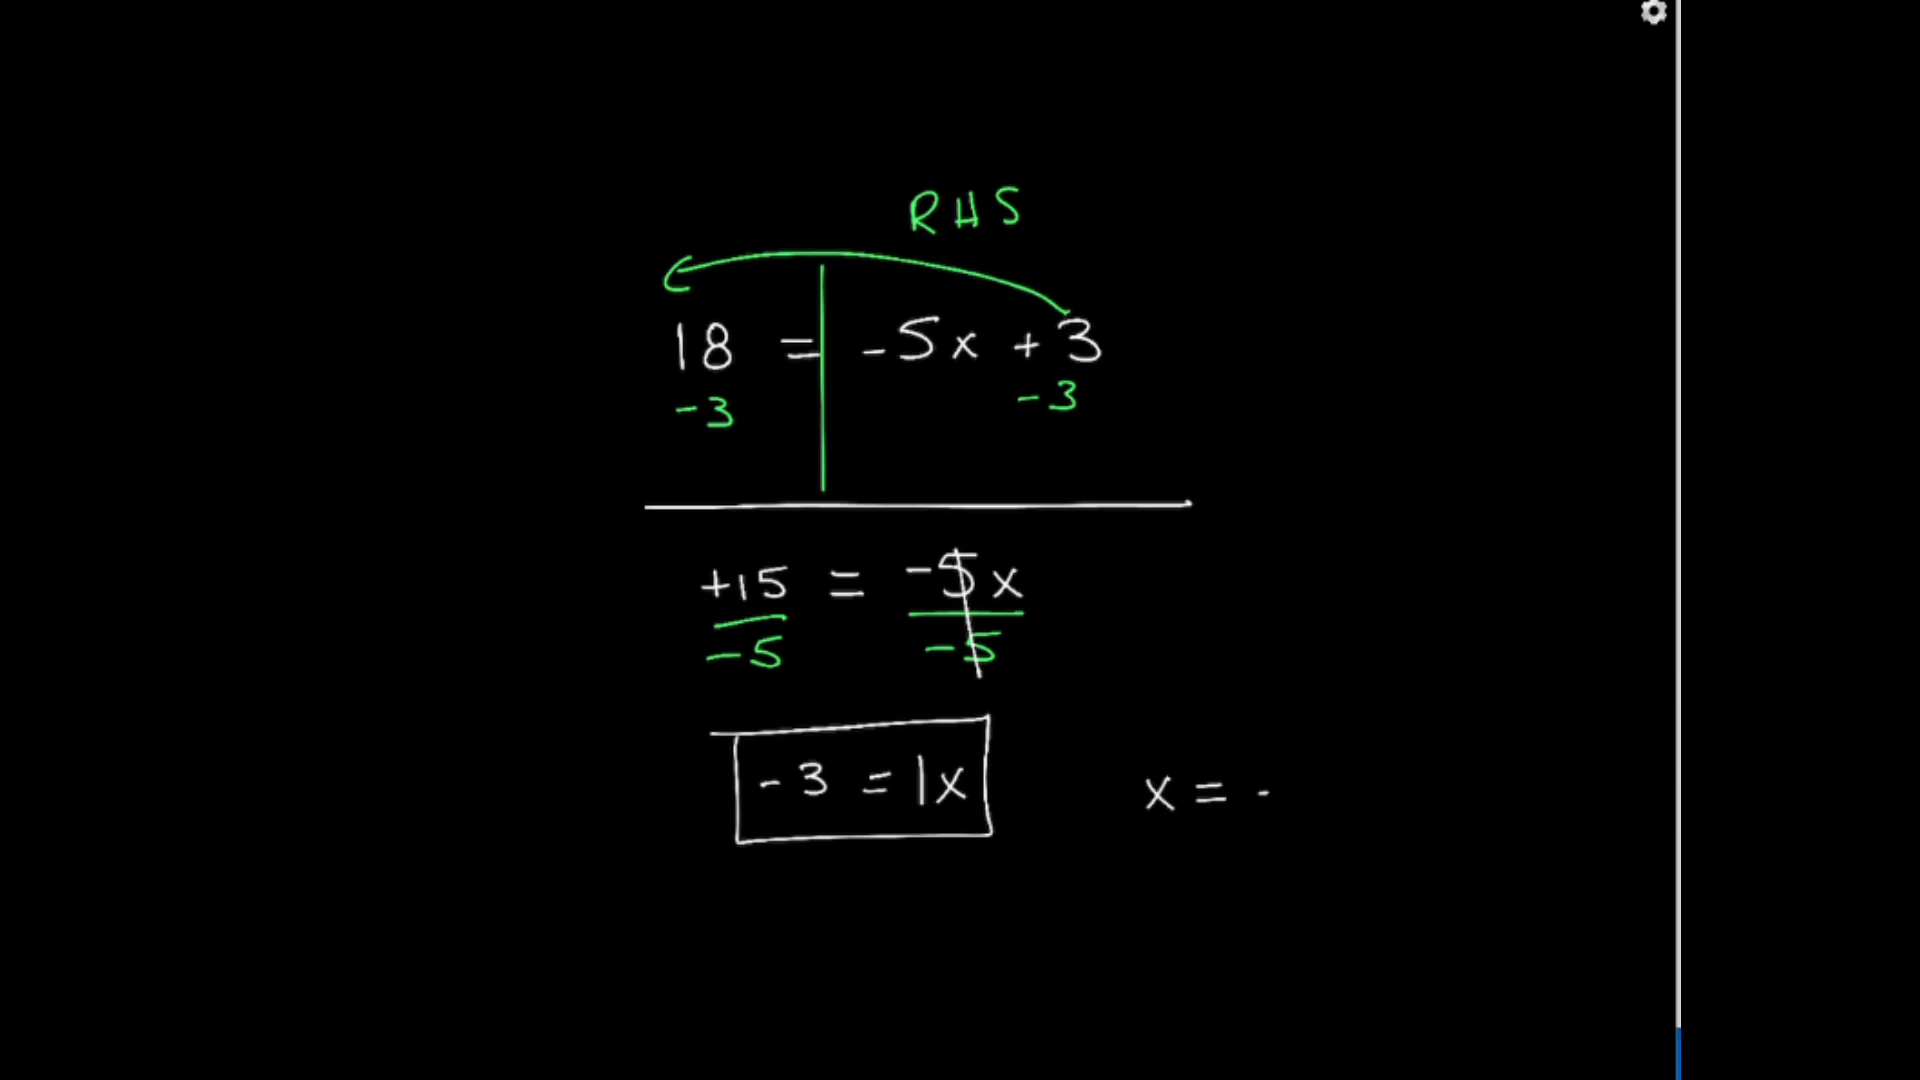 RHS
18 = -5x + 3
-3 -3
+15 = -5x
-5 -5
-3 = 1x
x = -